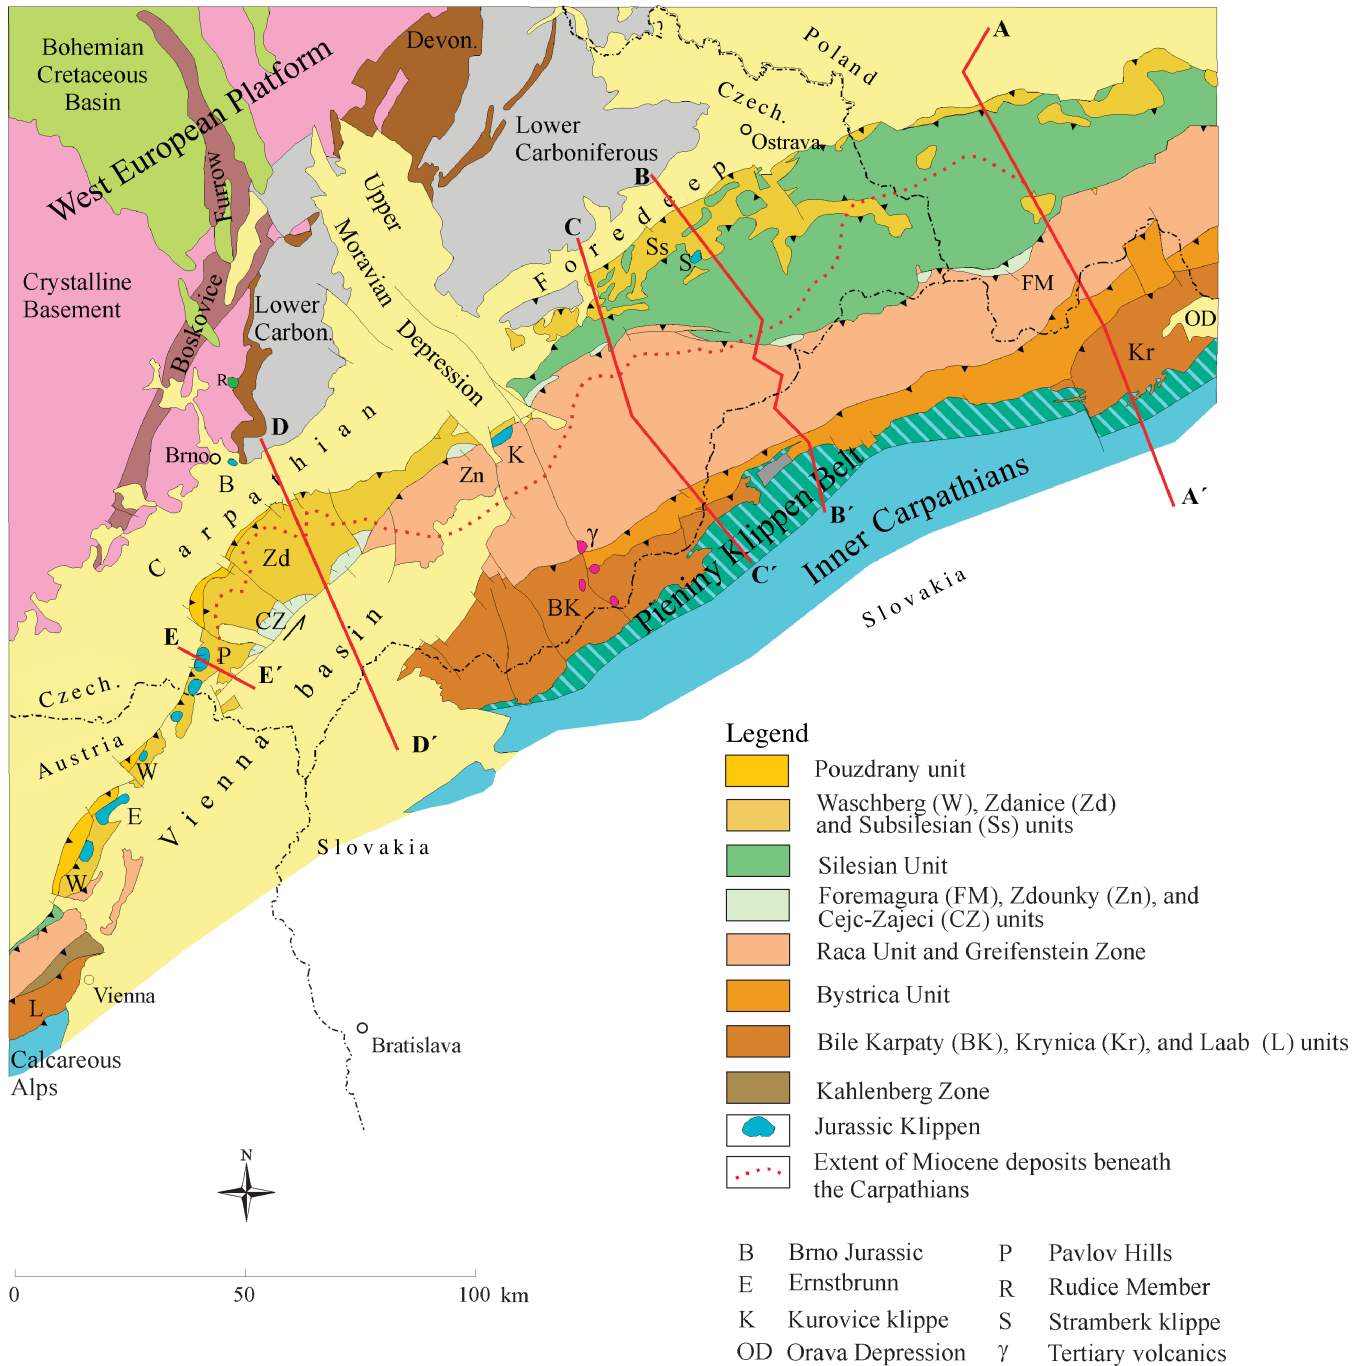 Bohemian
Cretaceous
Basin
West European Platform
Devon.
Poland
Czech.
Ostrava
A
Lower
Carboniferous
B
C
Foredeep
Ss
S
Upper
Moravian
Depression
Furrow
Boskovice
Crystalline
Basement
Lower
Carbon.
R
FM
OD
Kr
D
Brno
B
Carpathian
K
Zn
A´
B´
C´
Pieniny Klippen Belt
Inner Carpathians
Slovakia
γ
Zd
CZ
BK
E
P
E´
Czech.
Austria
Vienna basin
D´
W
E
W
Slovakia
L
Vienna
Bratislava
Calcareous
Alps
Legend
Pouzdrany unit
Waschberg (W), Zdanice (Zd)
and Subsilesian (Ss) units
Silesian Unit
Foremagura (FM), Zdounky (Zn), and
Cejc-Zajeci (CZ) units
Raca Unit and Greifenstein Zone
Bystrica Unit
Bile Karpaty (BK), Krynica (Kr), and Laab (L) units
Kahlenberg Zone
Jurassic Klippen
Extent of Miocene deposits beneath
the Carpathians
N
0 50 100 km
B Brno Jurassic
E Ernstbrunn
K Kurovice klippe
OD Orava Depression
P Pavlov Hills
R Rudice Member
S Stramberk klippe
γ Tertiary volcanics